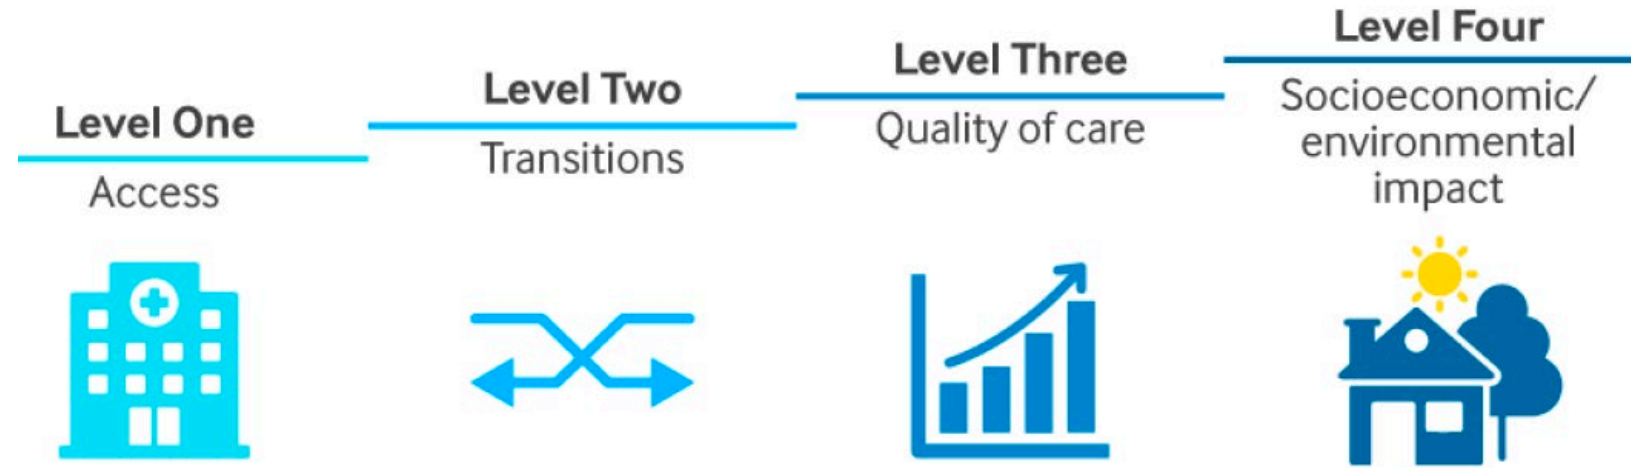 Level One
Access
Level Two
Transitions
Level Three
Quality of care
Level Four
Socioeconomic/
environmental
impact